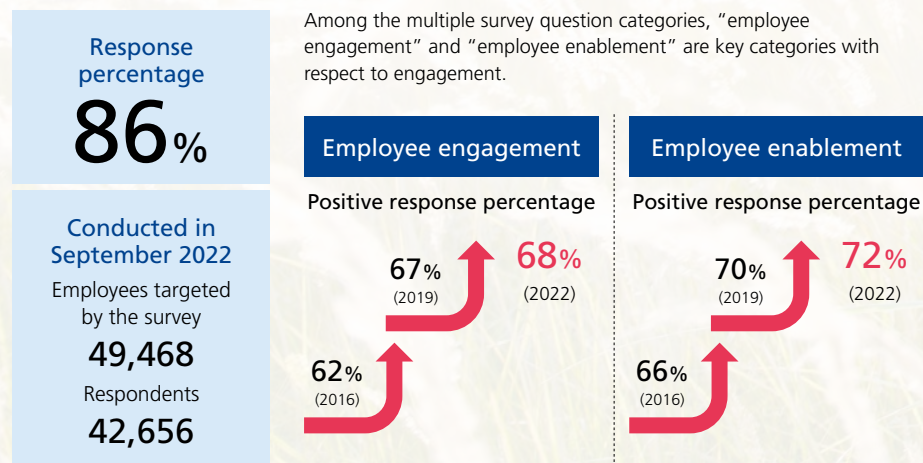 Response
percentage
86%
Conducted in
September 2022
Employees targeted
by the survey
49,468
Respondents
42,656
Among the multiple survey question categories, “employee
engagement” and “employee enablement” are key categories with
respect to engagement.
Employee engagement
Positive response percentage
62%
(2016)
67%
(2019)
68%
(2022)
Employee enablement
Positive response percentage
66%
(2016)
70%
(2019)
72%
(2022)